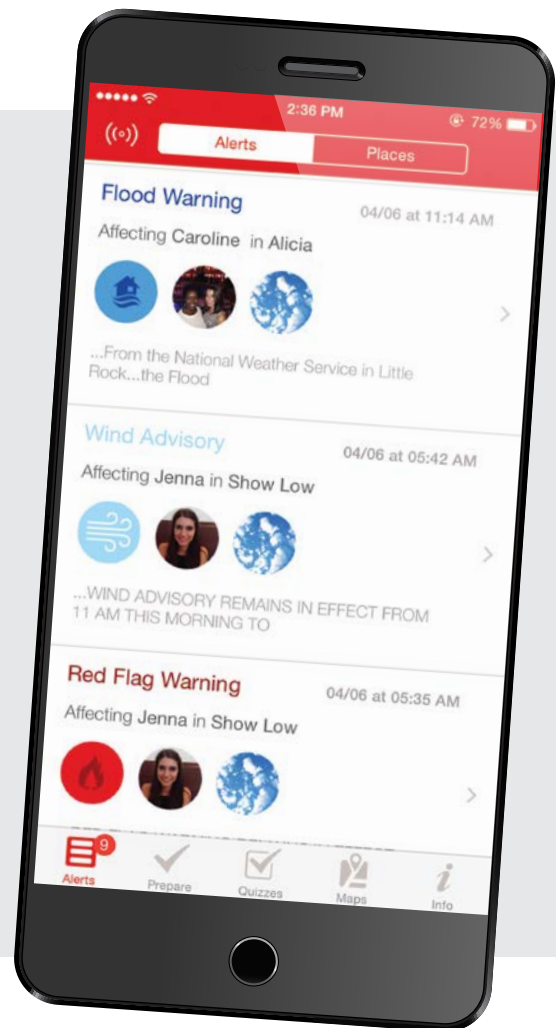 2:36 PM
72%
Alerts
Places
Flood Warning
04/06 at 11:14 AM
Affecting Caroline in Alicia
...From the National Weather Service in Little
Rock...the Flood
Wind Advisory
04/06 at 05:42 AM
Affecting Jenna in Show Low
...WIND ADVISORY REMAINS IN EFFECT FROM
11 AM THIS MORNING TO
Red Flag Warning
04/06 at 05:35 AM
Affecting Jenna in Show Low
9
Alerts
Prepare
Quizzes
Maps
Info